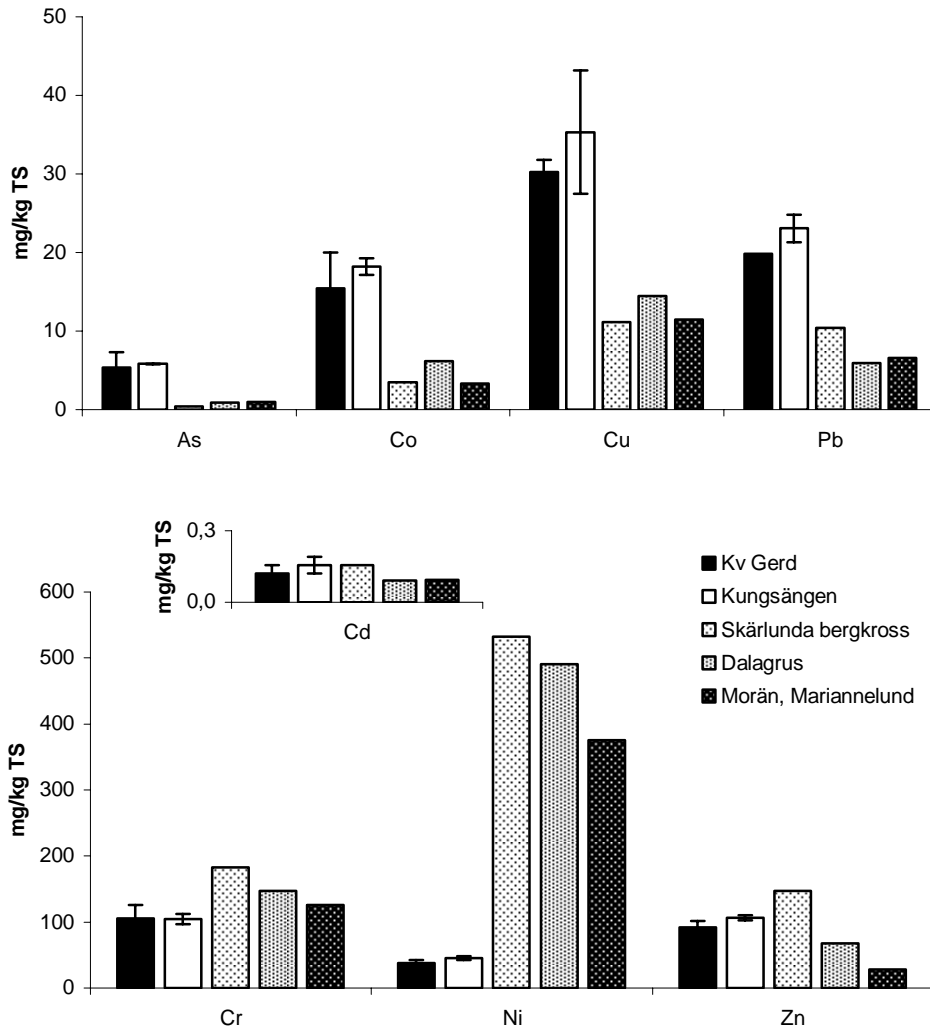 50
40
30
20
10
0
mg/kg TS
As Co Cu Pb
0,3
0,0
mg/kg TS
Cd
Kv Gerd
Kungsängen
Skärlunda bergkross
Dalagrus
Morän, Mariannelund
600
500
400
300
200
100
0
mg/kg TS
Cr Ni Zn